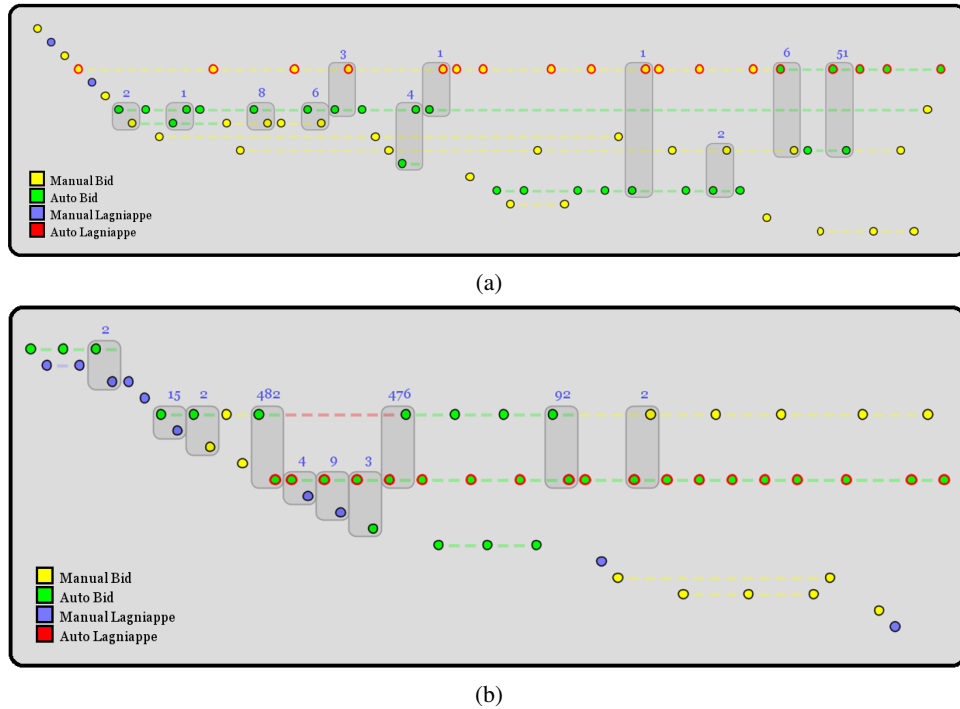 3 1 1 6 51
2 1 8 6 4
2
Manual Bid
Auto Bid
Manual Lagniappe
Auto Lagniappe
(a)
2
15 2 482 476 92 2
4 9 3
Manual Bid
Auto Bid
Manual Lagniappe
Auto Lagniappe
(b)